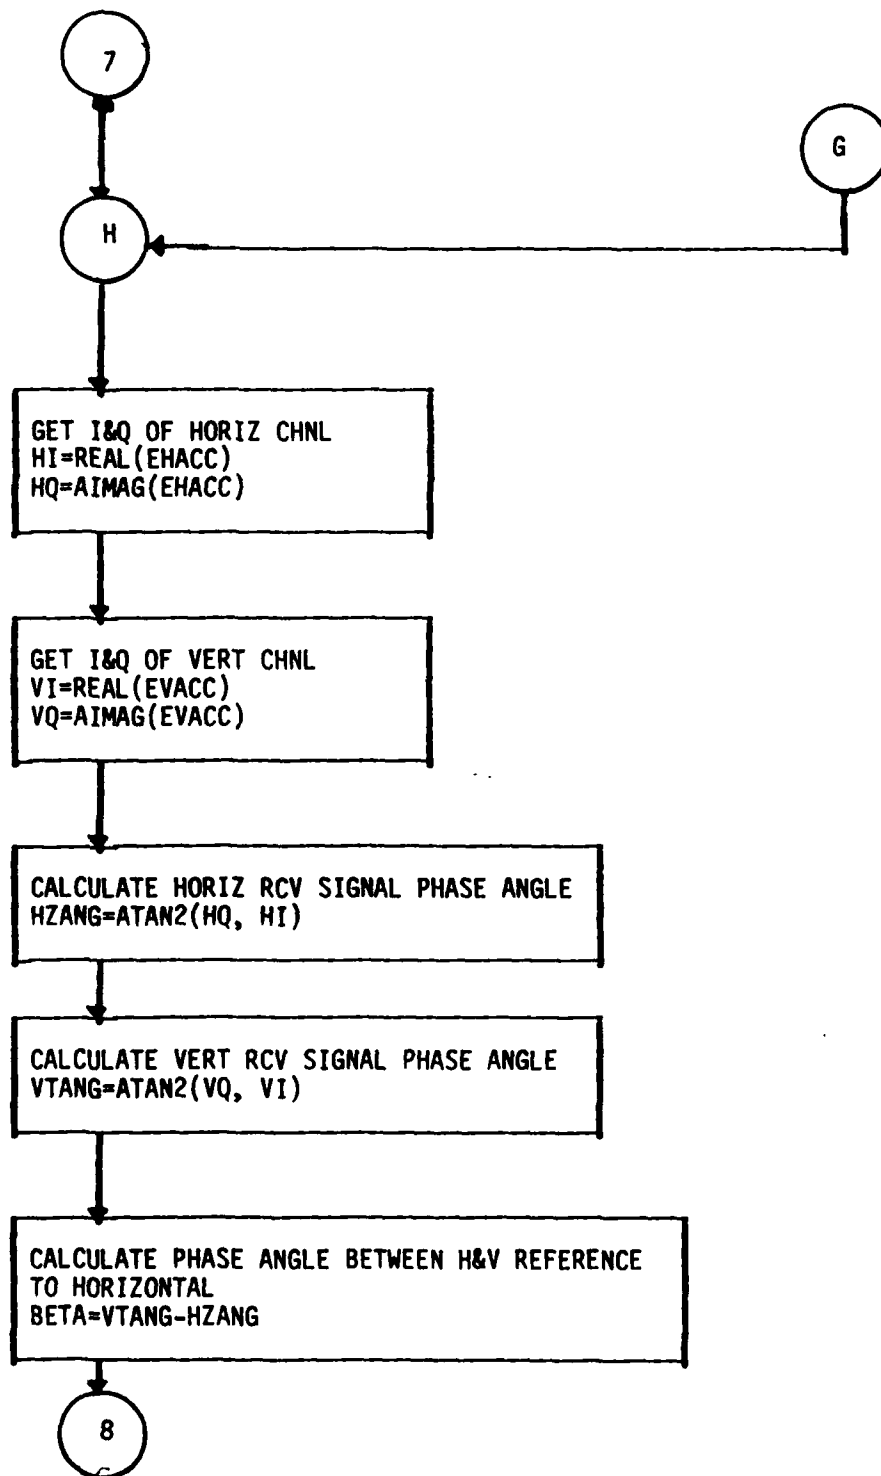 7
G
H
GET I&Q OF HORIZ CHNL
HI=REAL(EHACC)
HQ=AIMAG(EHACC)
GET I&Q OF VERT CHNL
VI=REAL(EVACC)
VQ=AIMAG(EVACC)
CALCULATE HORIZ RCV SIGNAL PHASE ANGLE
HZANG=ATAN2(HQ, HI)
CALCULATE VERT RCV SIGNAL PHASE ANGLE
VTANG=ATAN2(VQ, VI)
CALCULATE PHASE ANGLE BETWEEN H&V REFERENCE
TO HORIZONTAL
BETA=VTANG-HZANG
8